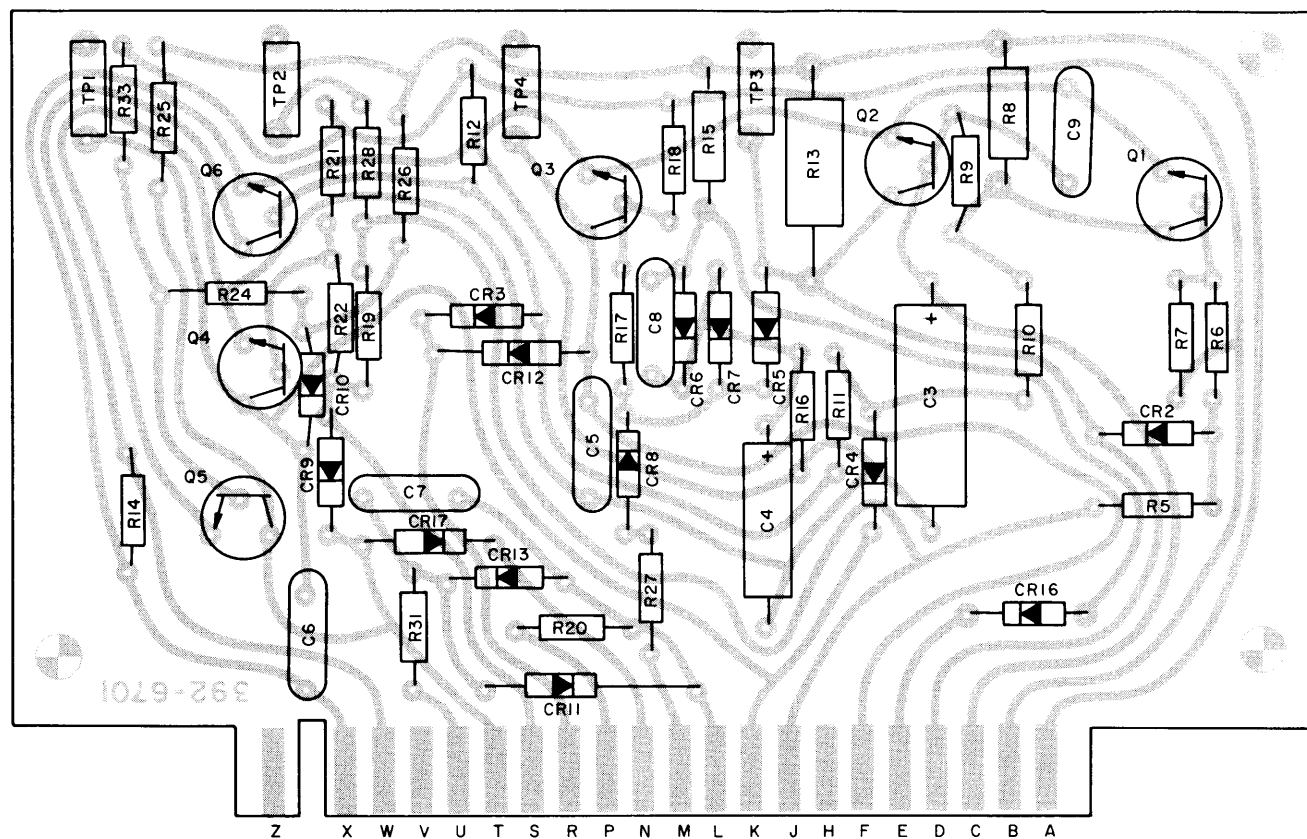 TP1
R33
R25
TP2
R21
R28
R26
R12
TP4
Q3
R18
R15
TP3
R13
Q2
R9
R8
C9
Q1
Q6
R24
R22
R19
CR3
CR12
R17
C8
CR6
CR7
CR5
R16
R11
+
C3
R10
R7
R6
Q4
CR10
CR9
C5
CR8
+
C4
CR4
CR2
R5
R14
Q5
C7
CR17
CR13
R27
CR16
C6
R31
R20
CR11
392-6701
Z X W V U T S R P N M L K J H F E D C B A